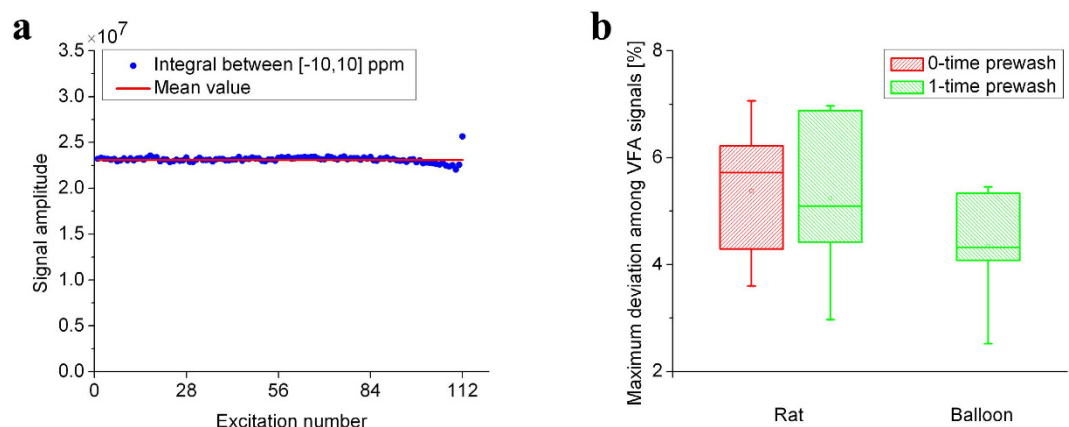 a
×10⁷
3.5
3.0
2.5
2.0
1.5
1.0
0.5
0.0
Signal amplitude
Integral between [-10,10] ppm
Mean value
0 28 56 84 112
Excitation number
b
8
6
4
2
Maximum deviation among VFA signals [%]
0-time prewash
1-time prewash
Rat Balloon